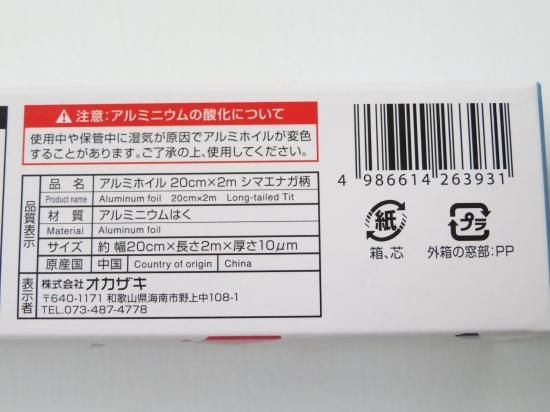 ⚠ 注意:アルミニウムの酸化について
使用中や保管中に湿気が原因でアルミホイルが変色
することがあります。ご了承の上、使用してください。
品質表示
品 名 アルミホイル 20cm×2m シマエナガ柄
Product name Aluminum foil 20cm×2m Long-tailed Tit
材 質 アルミニウムはく
Material Aluminum foil
サイズ 約 幅20cm×長さ2m×厚さ10μm
原産国 中国 Country of origin China
表示者
株式会社オカザキ
〒640-1171 和歌山県海南市野上中108-1
TEL.073-487-4778
4 986614 263931
紙
箱、芯
プラ
外箱の窓部:PP